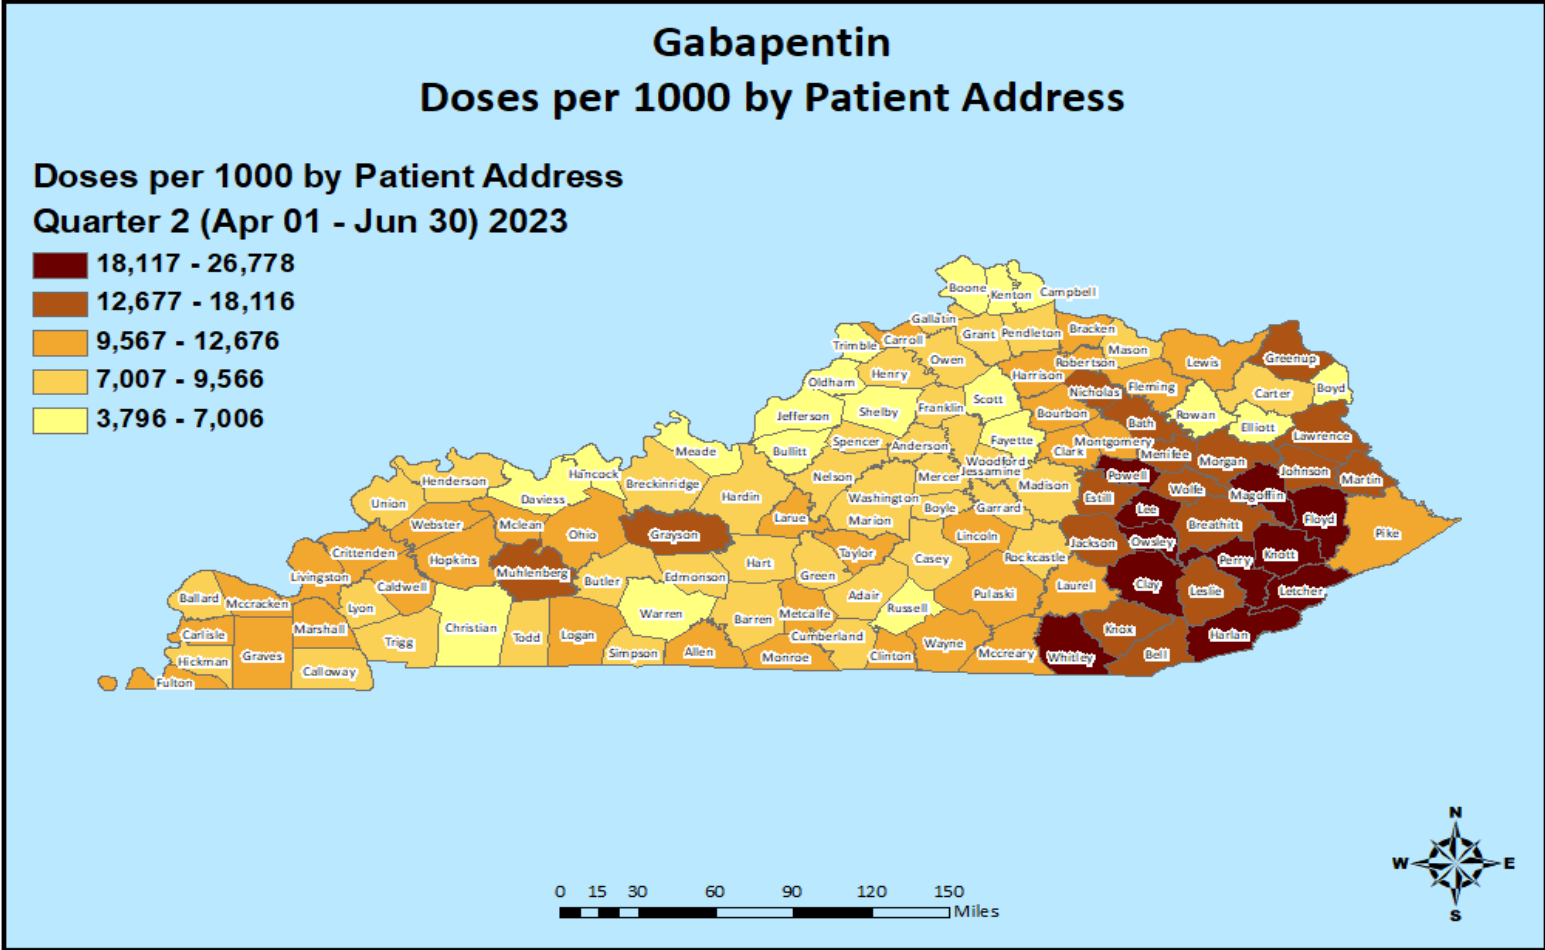 Gabapentin
Doses per 1000 by Patient Address
Doses per 1000 by Patient Address
Quarter 2 (Apr 01 - Jun 30) 2023
18,117 - 26,778
12,677 - 18,116
9,567 - 12,676
7,007 - 9,566
3,796 - 7,006
Boone
Kenton
Campbell
Gallatin
Grant
Pendleton
Bracken
Trimble
Carroll
Owen
Mason
Robertson
Lewis
Greenup
Oldham
Henry
Harrison
Nicholas
Fleming
Carter
Boyd
Jefferson
Shelby
Franklin
Scott
Bourbon
Bath
Rowan
Elliott
Lawrence
Meade
Bullitt
Spencer
Anderson
Fayette
Clark
Montgomery
Menifee
Morgan
Johnson
Martin
Woodford
Jessamine
Mercer
Madison
Powell
Wolfe
Magoffin
Henderson
Daviess
Hancock
Breckinridge
Hardin
Nelson
Washington
Marion
Boyle
Garrard
Estill
Lee
Breathitt
Floyd
Pike
Union
Webster
Mclean
Ohio
Grayson
Larue
Taylor
Casey
Lincoln
Rockcastle
Jackson
Owsley
Perry
Knott
Crittenden
Livingston
Hopkins
Muhlenberg
Butler
Edmonson
Hart
Green
Adair
Pulaski
Laurel
Clay
Leslie
Letcher
Ballard
Mccracken
Caldwell
Lyon
Christian
Todd
Logan
Warren
Barren
Metcalfe
Russell
Knox
Harlan
Carlisle
Graves
Marshall
Trigg
Simpson
Allen
Monroe
Cumberland
Clinton
Wayne
Mccreary
Whitley
Bell
Hickman
Fulton
Calloway
N
W
E
S
0 15 30 60 90 120 150
Miles